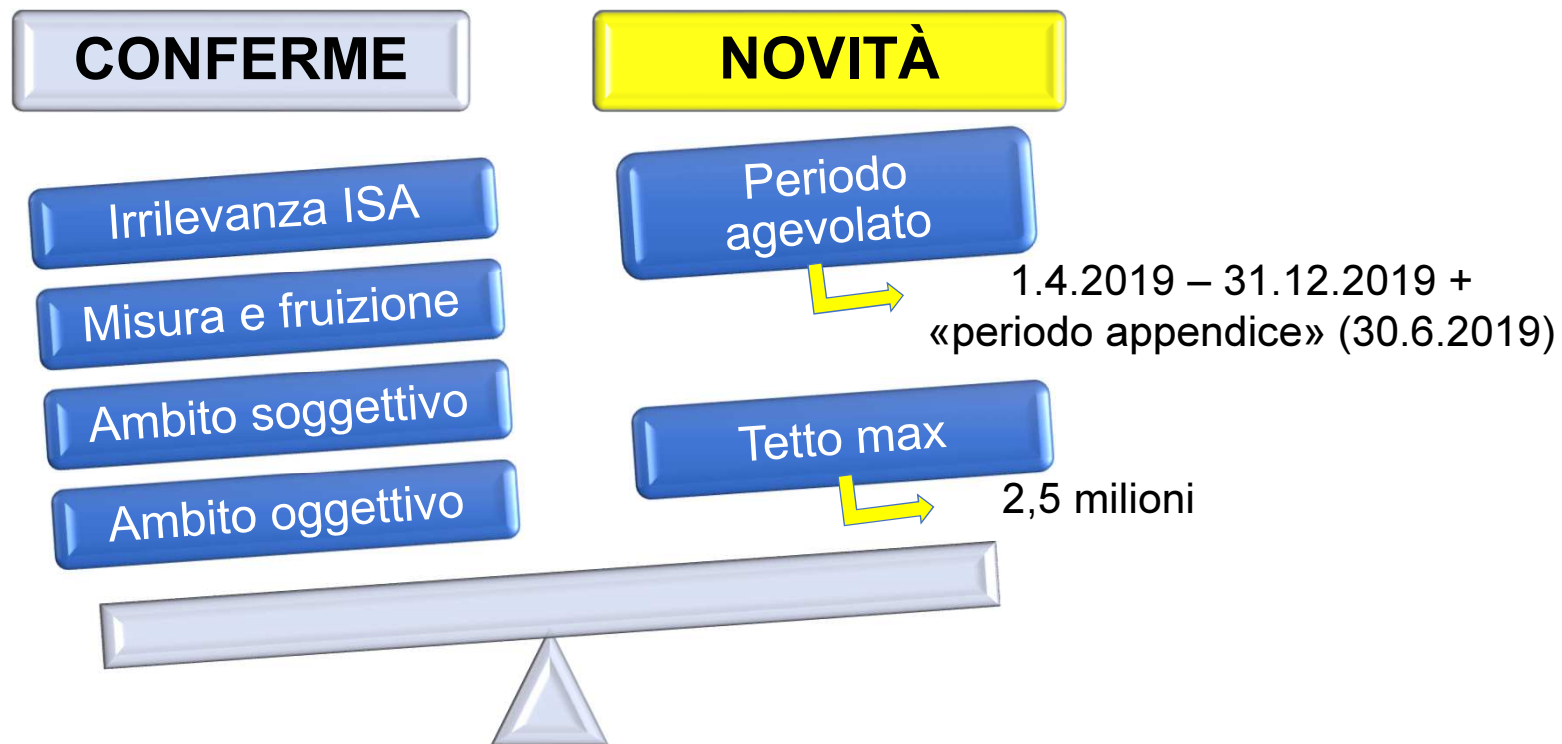 CONFERME
NOVITÀ
Irrilevanza ISA
Misura e fruizione
Ambito soggettivo
Ambito oggettivo
Periodo
agevolato
1.4.2019 – 31.12.2019 +
«periodo appendice» (30.6.2019)
Tetto max
2,5 milioni